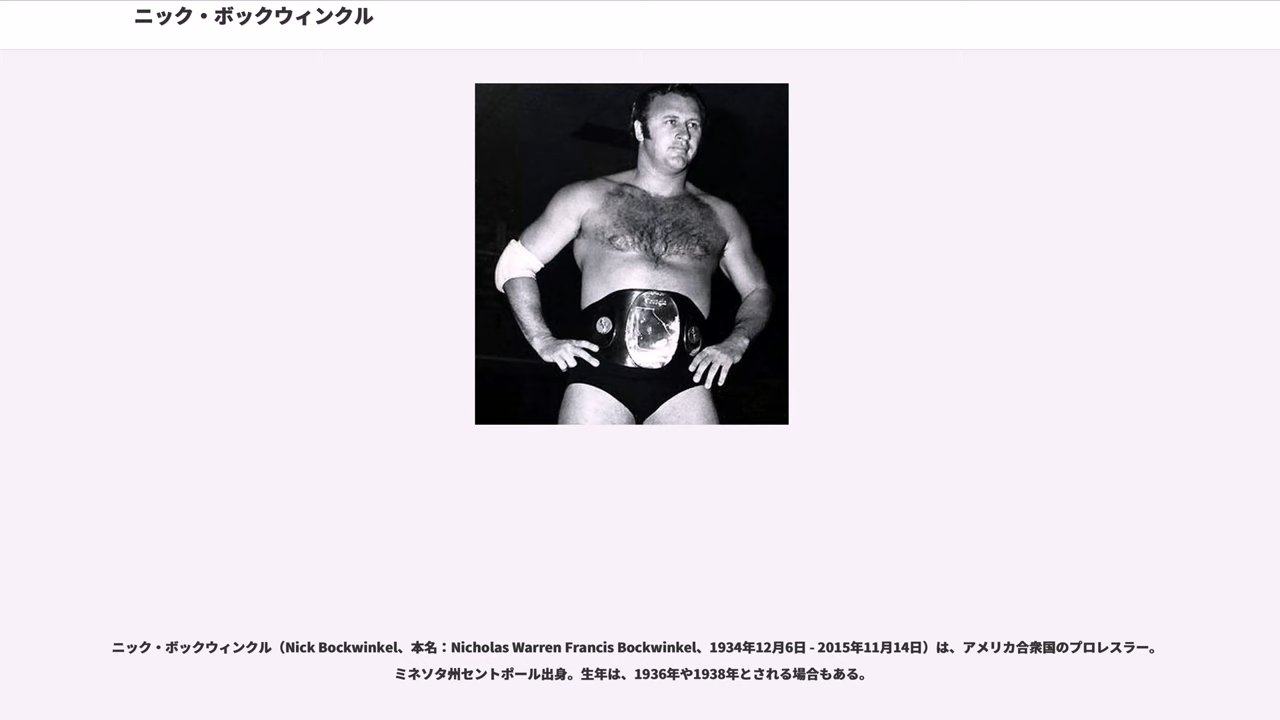 ニック・ボックウィンクル
ニック・ボックウィンクル（Nick Bockwinkel、本名：Nicholas Warren Francis Bockwinkel、1934年12月6日 - 2015年11月14日）は、アメリカ合衆国のプロレスラー。
ミネソタ州セントポール出身。生年は、1936年や1938年とされる場合もある。